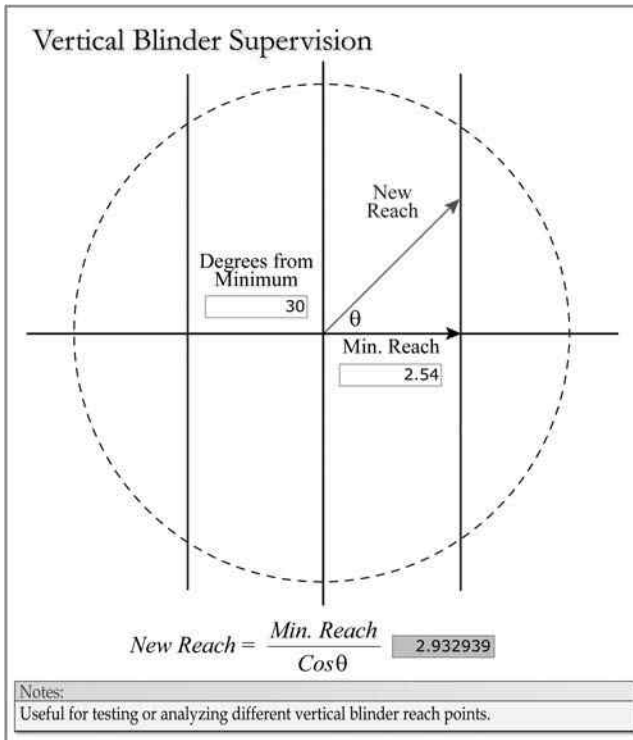 Vertical Blinder Supervision
New
Reach
Degrees from
Minimum
30
θ
Min. Reach
2.54
New Reach = Min. Reach / Cosθ 2.932939
Notes:
Useful for testing or analyzing different vertical blinder reach points.